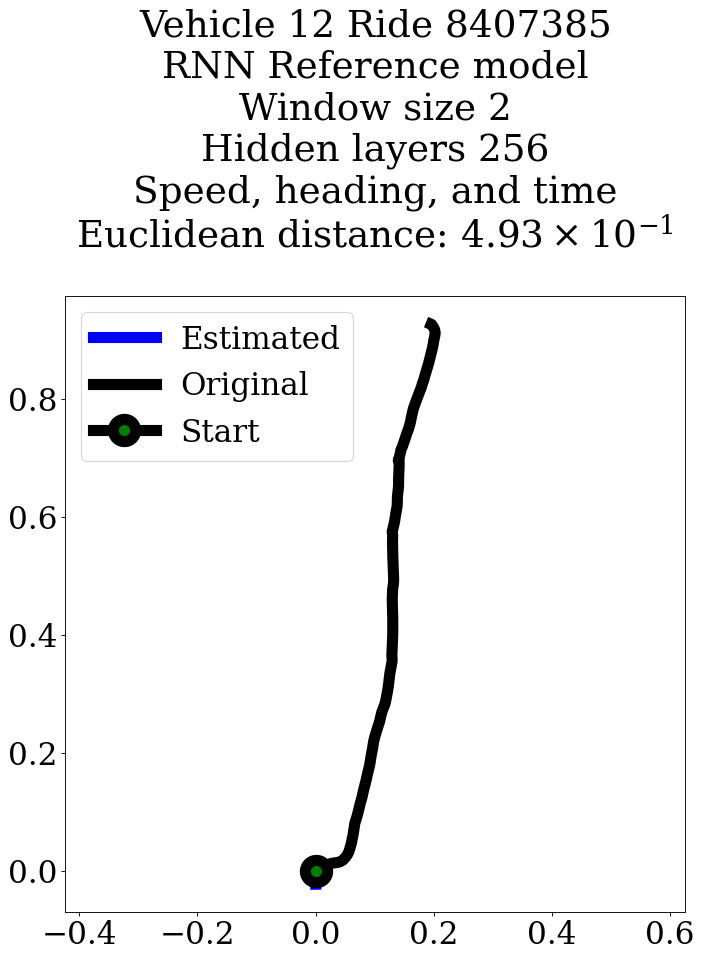 Vehicle 12 Ride 8407385
RNN Reference model
Window size 2
Hidden layers 256
Speed, heading, and time
Euclidean distance: 4.93 × 10⁻¹
Estimated
Original
Start
0.8
0.6
0.4
0.2
0.0
−0.4 −0.2 0.0 0.2 0.4 0.6